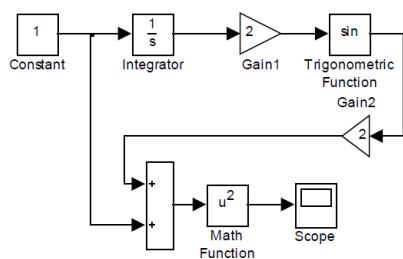 1
1
s
2
sin
Constant
Integrator
Gain1
Trigonometric
Function
Gain2
2
+
+
u2
Math
Function
Scope